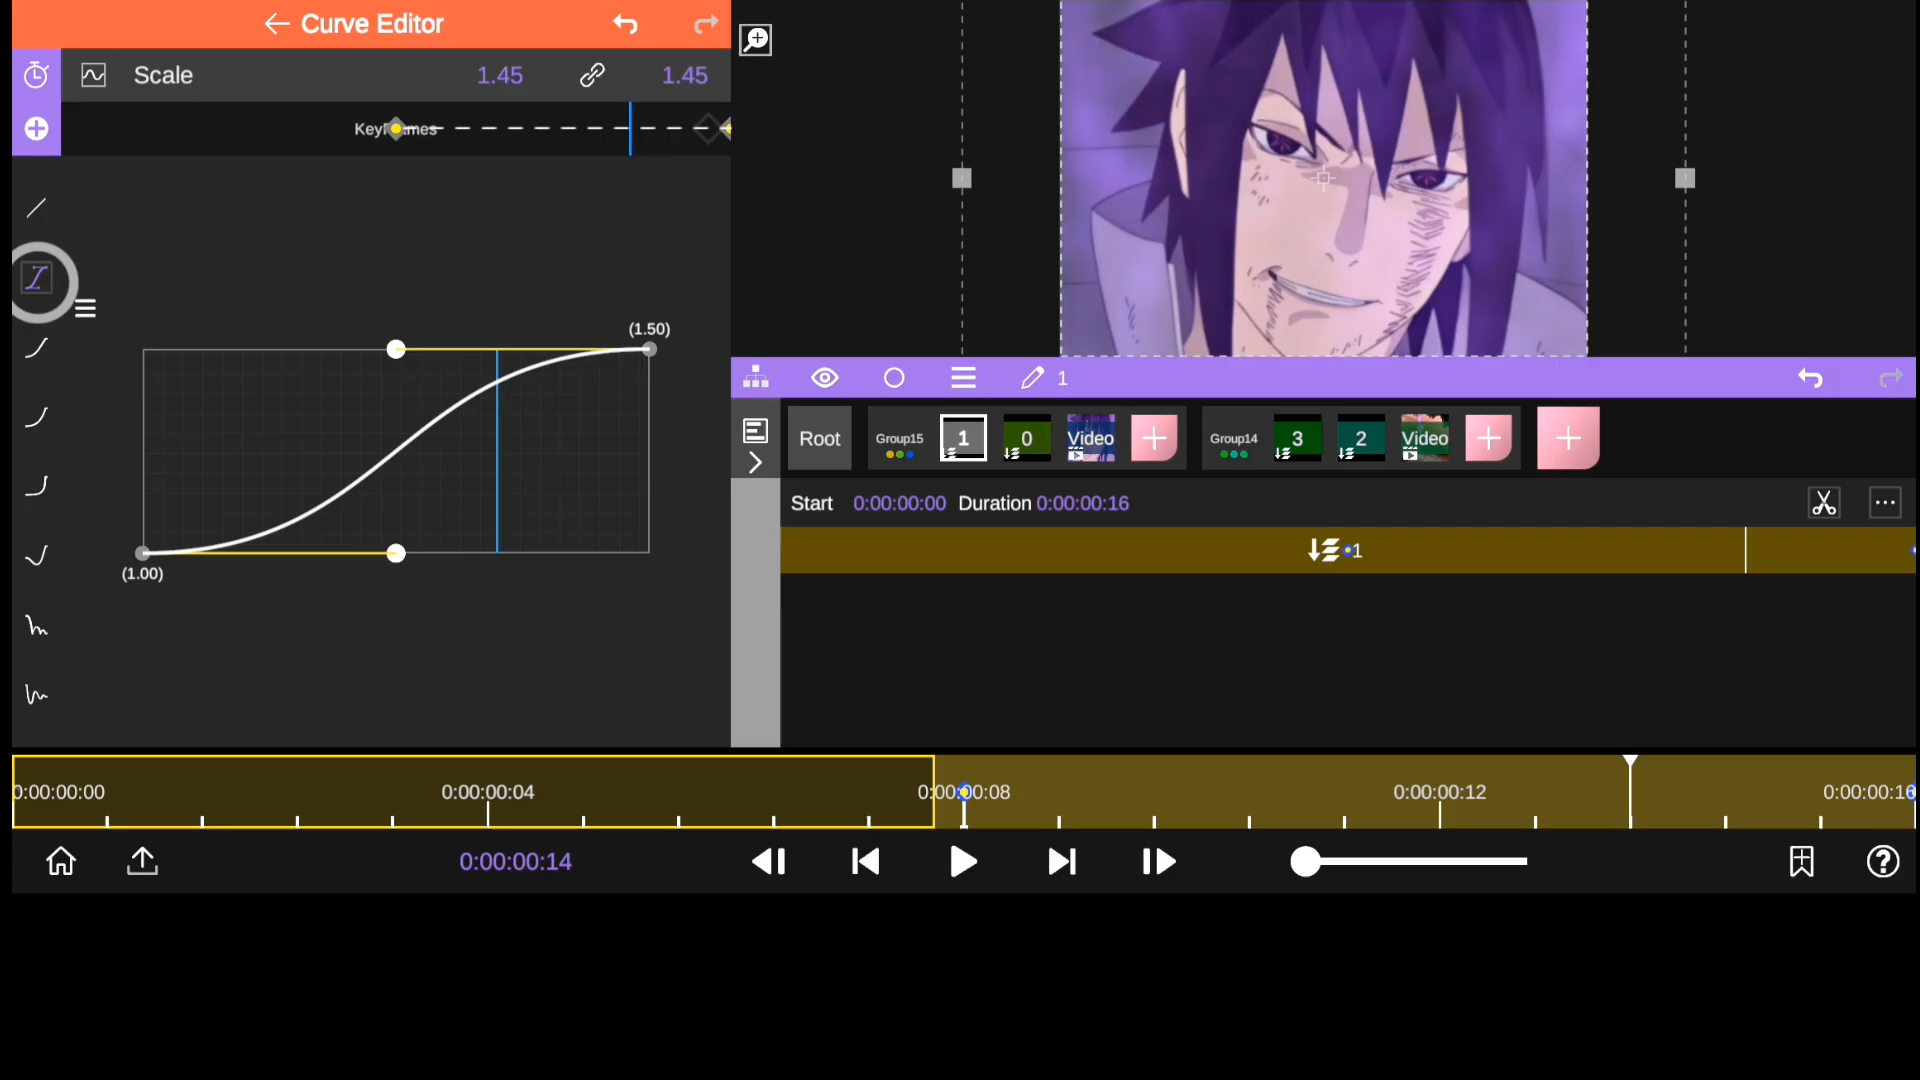 Curve Editor
Scale 1.45 1.45
Keyframes
(1.50)
(1.00)
1
Root Group15 1 0 Video Group14 3 2 Video
Start 0:00:00:00 Duration 0:00:00:16
1
0:00:00:00 0:00:00:04 0:00:00:08 0:00:00:12 0:00:00:16
0:00:00:14